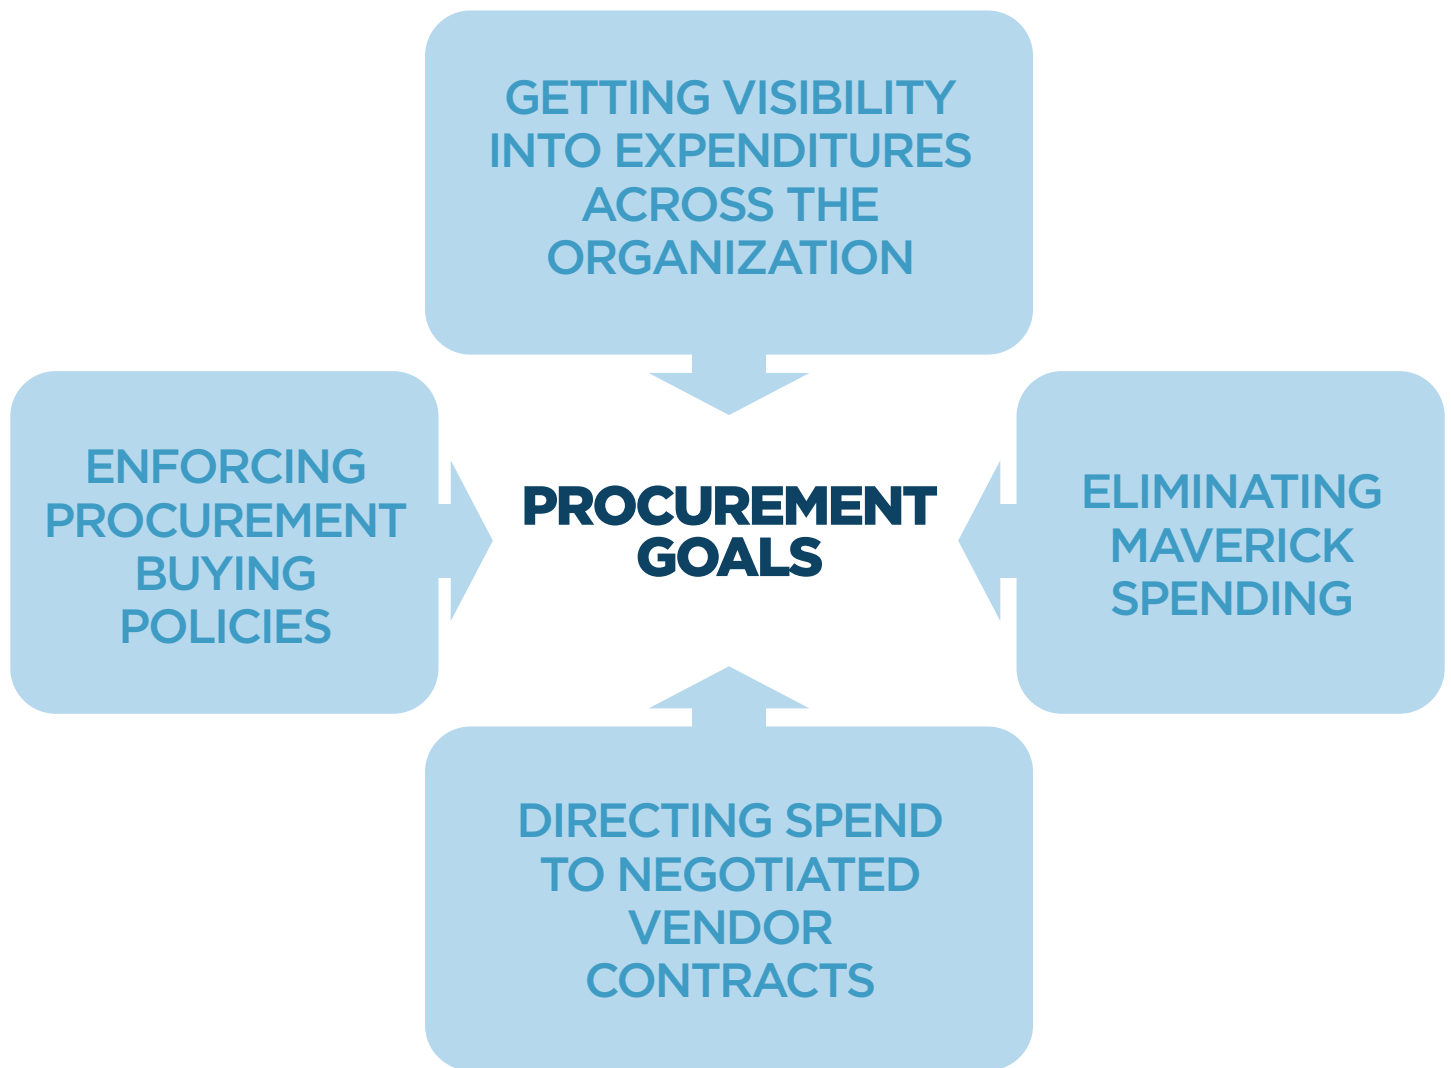 GETTING VISIBILITY
INTO EXPENDITURES
ACROSS THE
ORGANIZATION
ENFORCING
PROCUREMENT
BUYING
POLICIES
PROCUREMENT
GOALS
ELIMINATING
MAVERICK
SPENDING
DIRECTING SPEND
TO NEGOTIATED
VENDOR
CONTRACTS